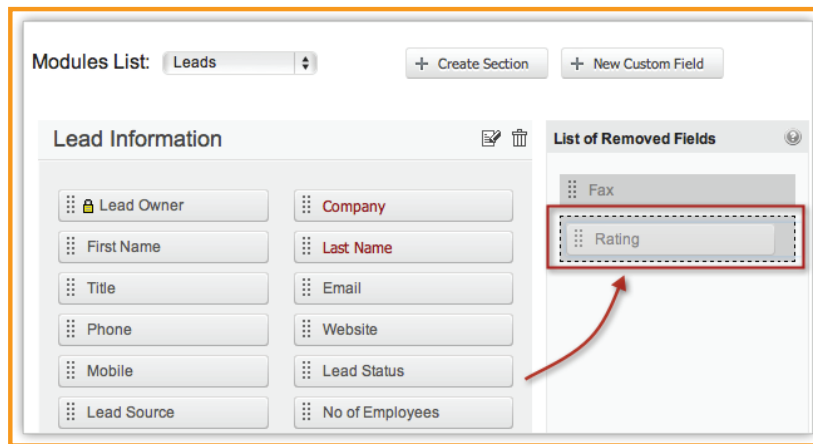 Modules List: Leads
+ Create Section
+ New Custom Field
Lead Information
List of Removed Fields
Lead Owner
Company
First Name
Last Name
Title
Email
Phone
Website
Mobile
Lead Status
Lead Source
No of Employees
Fax
Rating